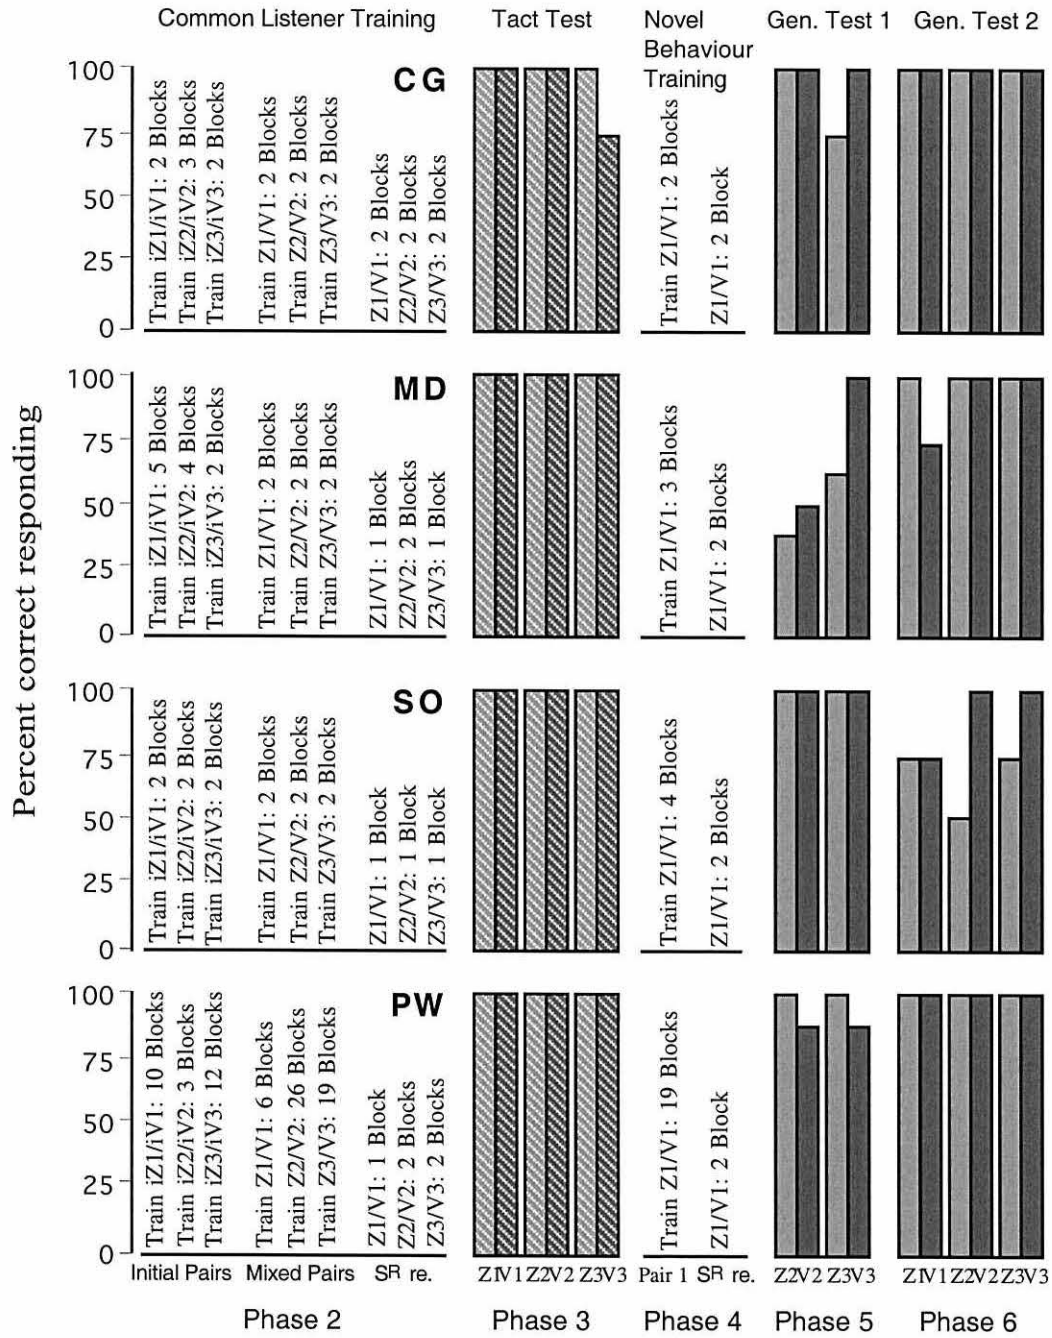 Common Listener Training
Tact Test
Novel
Behaviour
Training
Gen. Test 1
Gen. Test 2
Percent correct responding
CG
100
75
50
25
0
Train iZ1/iV1: 2 Blocks
Train iZ2/iV2: 3 Blocks
Train iZ3/iV3: 2 Blocks
Train Z1/V1: 2 Blocks
Train Z2/V2: 2 Blocks
Train Z3/V3: 2 Blocks
Z1/V1: 2 Blocks
Z2/V2: 2 Blocks
Z3/V3: 2 Blocks
Train Z1/V1: 2 Blocks
Z1/V1: 2 Block
MD
100
75
50
25
0
Train iZ1/iV1: 5 Blocks
Train iZ2/iV2: 4 Blocks
Train iZ3/iV3: 2 Blocks
Train Z1/V1: 2 Blocks
Train Z2/V2: 2 Blocks
Train Z3/V3: 2 Blocks
Z1/V1: 1 Block
Z2/V2: 2 Blocks
Z3/V3: 1 Block
Train Z1/V1: 3 Blocks
Z1/V1: 2 Blocks
SO
100
75
50
25
0
Train iZ1/iV1: 2 Blocks
Train iZ2/iV2: 2 Blocks
Train iZ3/iV3: 2 Blocks
Train Z1/V1: 2 Blocks
Train Z2/V2: 2 Blocks
Train Z3/V3: 2 Blocks
Z1/V1: 1 Block
Z2/V2: 1 Block
Z3/V3: 1 Block
Train Z1/V1: 4 Blocks
Z1/V1: 2 Blocks
PW
100
75
50
25
0
Train iZ1/iV1: 10 Blocks
Train iZ2/iV2: 3 Blocks
Train iZ3/iV3: 12 Blocks
Train Z1/V1: 6 Blocks
Train Z2/V2: 26 Blocks
Train Z3/V3: 19 Blocks
Z1/V1: 1 Block
Z2/V2: 2 Blocks
Z3/V3: 2 Blocks
Train Z1/V1: 19 Blocks
Z1/V1: 2 Block
Initial Pairs Mixed Pairs SR re. Z1V1 Z2V2 Z3V3 Pair 1 SR re. Z2V2 Z3V3 Z1V1 Z2V2 Z3V3
Phase 2 Phase 3 Phase 4 Phase 5 Phase 6